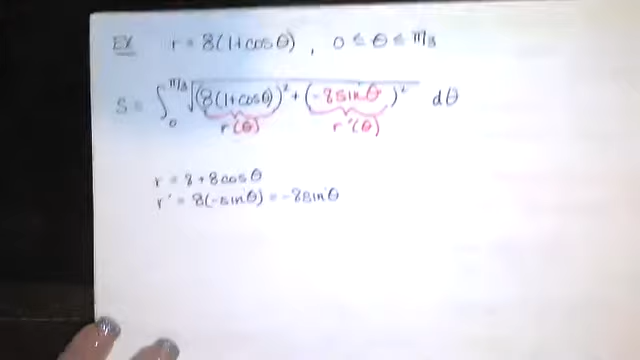 EX r = 8(1+cosθ), 0 ≤ θ ≤ π/3
S = ∫₀^π/3 √(8(1+cosθ))² + (-8sinθ)² dθ
r(θ) r'(θ)
r = 8 + 8cosθ
r' = 8(-sinθ) = -8sinθ